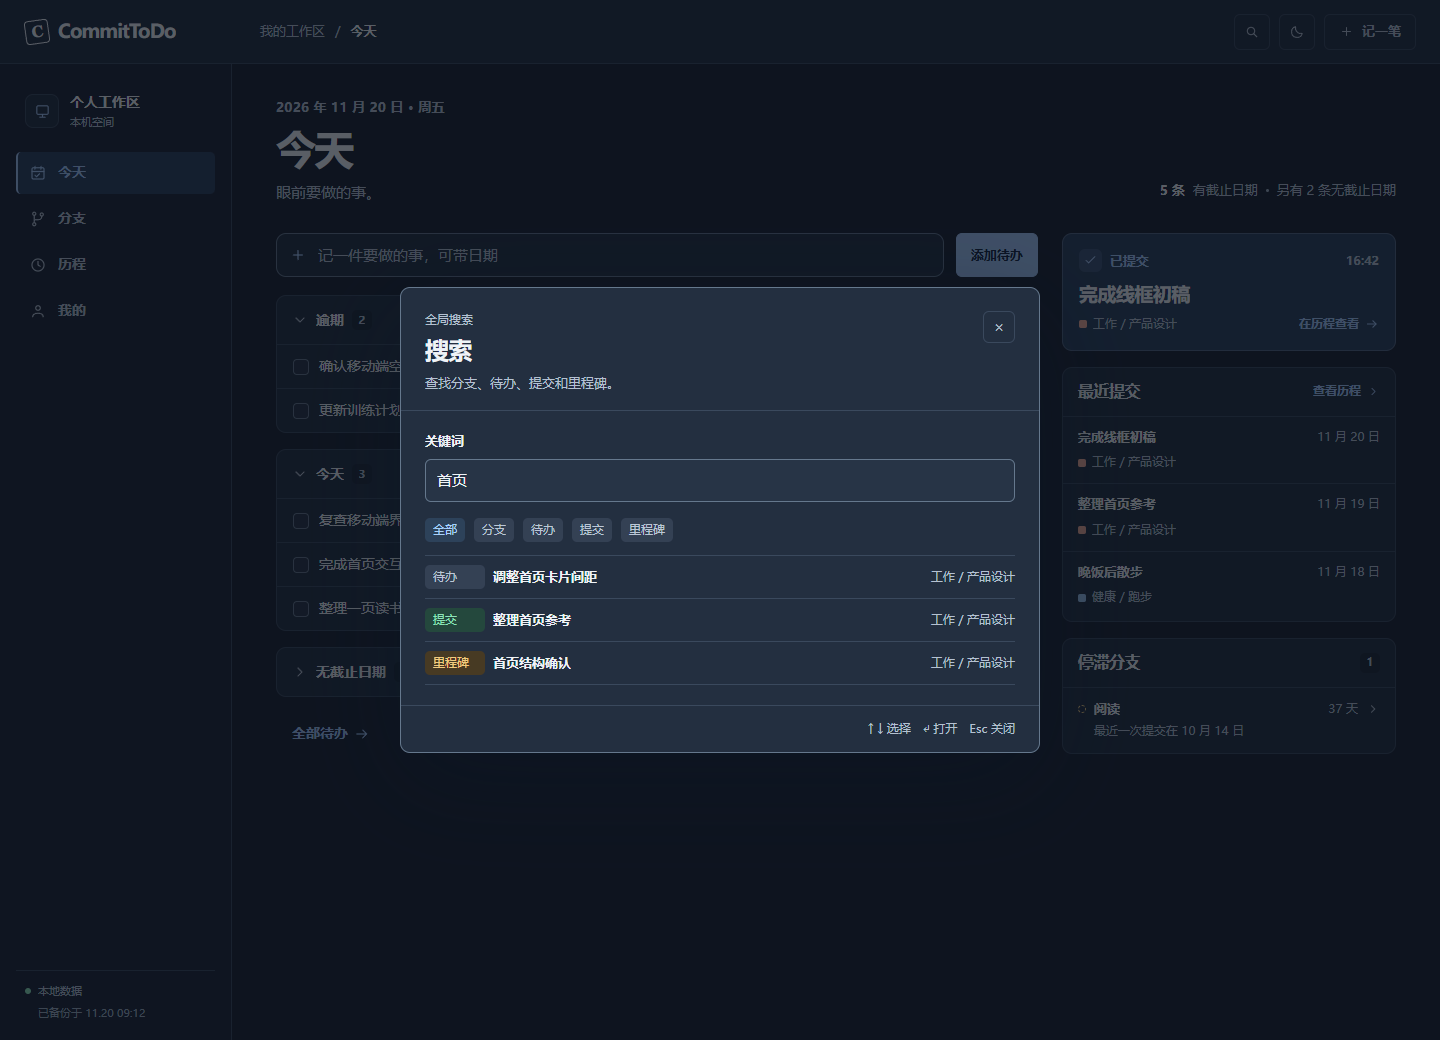 C CommitToDo
我的工作区 / 今天
记一笔
个人工作区
本机空间
今天
分支
历程
我的
本地数据
已备份于 11.20 09:12
2026 年 11 月 20 日 • 周五
今天
眼前要做的事。
5 条 有截止日期 • 另有 2 条无截止日期
记一件要做的事，可带日期
添加待办
逾期 2
确认移动端空
更新训练计划
今天 3
复查移动端界
完成首页交互
整理一页读书
无截止日期
全部待办 →
全局搜索
搜索
查找分支、待办、提交和里程碑。
关键词
首页
全部 分支 待办 提交 里程碑
待办 调整首页卡片间距 工作 / 产品设计
提交 整理首页参考 工作 / 产品设计
里程碑 首页结构确认 工作 / 产品设计
↑↓ 选择 ↲ 打开 Esc 关闭
已提交 16:42
完成线框初稿
工作 / 产品设计 在历程查看 →
最近提交 查看历程
完成线框初稿 11 月 20 日
工作 / 产品设计
整理首页参考 11 月 19 日
工作 / 产品设计
晚饭后散步 11 月 18 日
健康 / 跑步
停滞分支 1
阅读 37 天
最近一次提交在 10 月 14 日